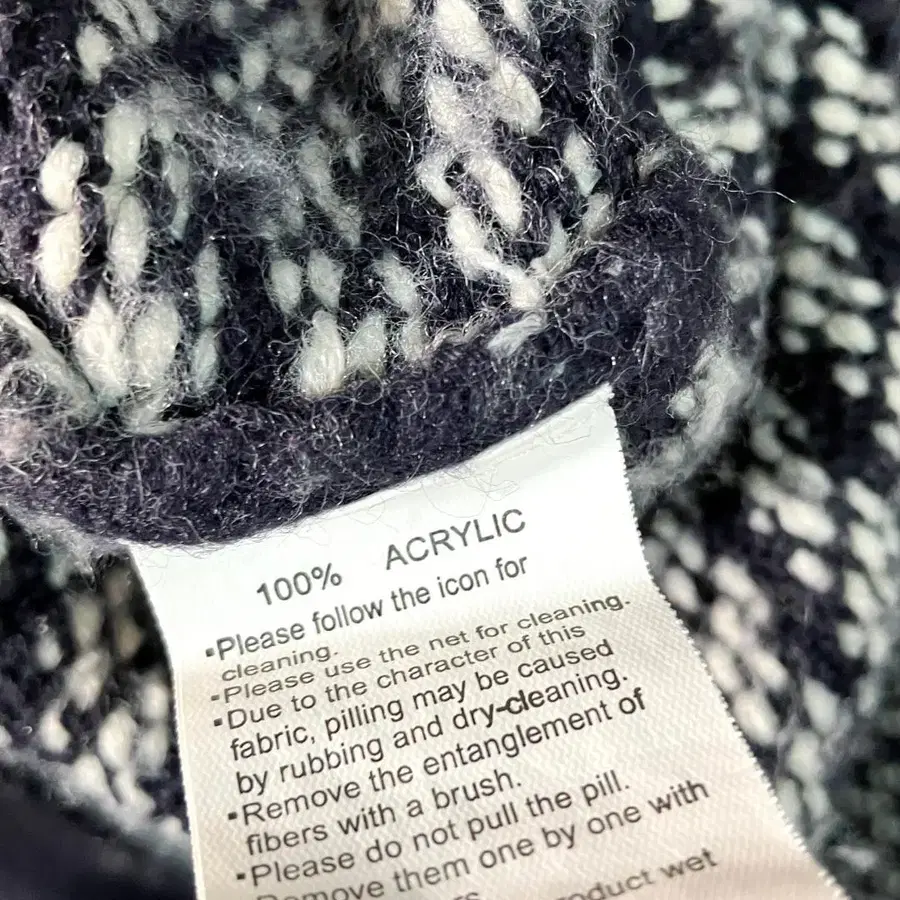 100% ACRYLIC
▪Please follow the icon for
cleaning.
▪Please use the net for cleaning.
▪Due to the character of this
fabric, pilling may be caused
by rubbing and dry-cleaning.
▪Remove the entanglement of
fibers with a brush.
▪Please do not pull the pill.
Remove them one by one with
product wet